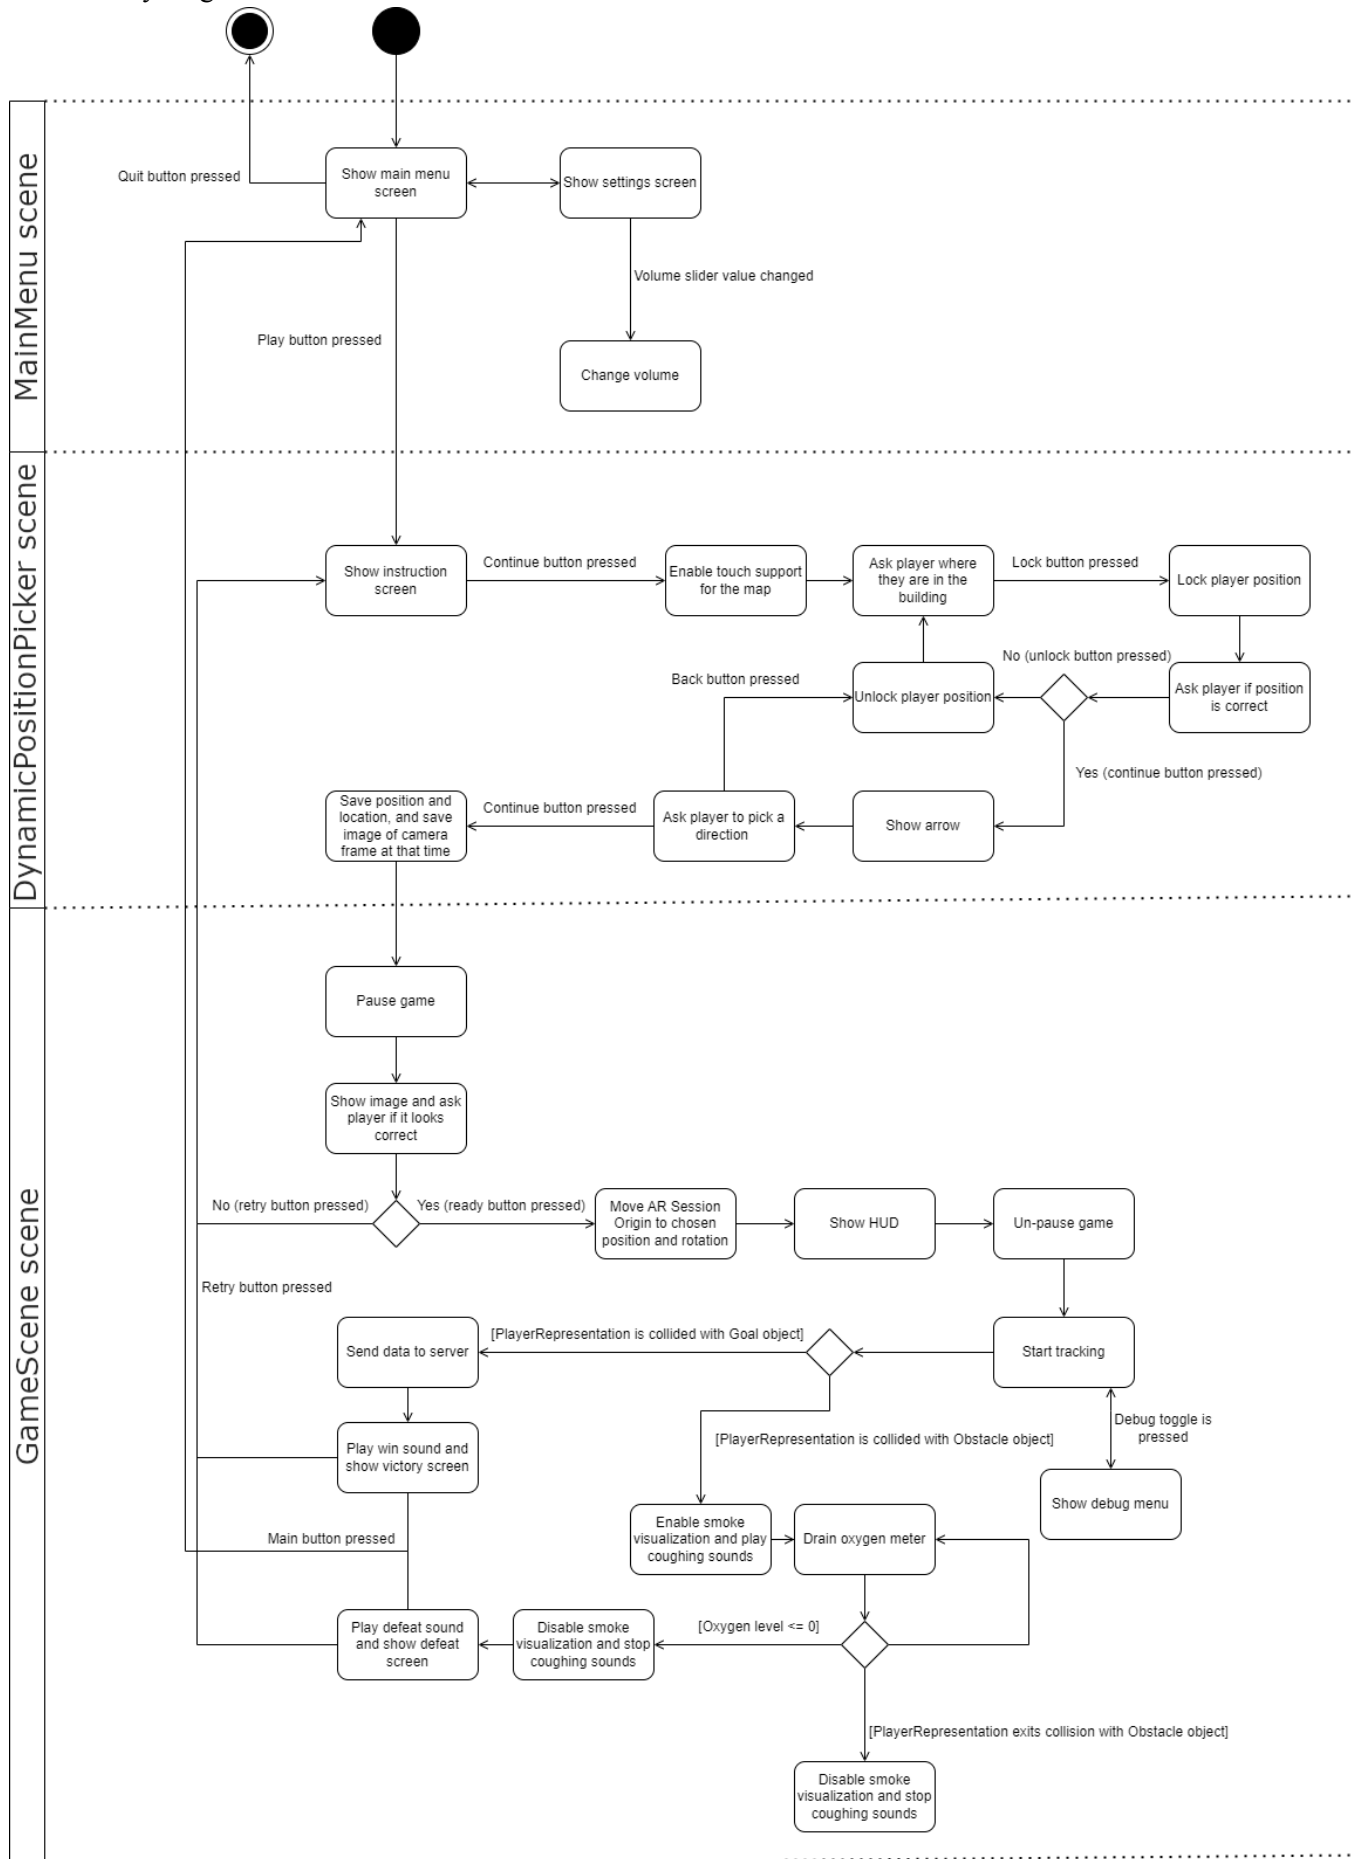 MainMenu scene
Quit button pressed
Show main menu
screen
Show settings screen
Volume slider value changed
Play button pressed
Change volume
DynamicPositionPicker scene
Show instruction
screen
Continue button pressed
Enable touch support
for the map
Ask player where
they are in the
building
Lock button pressed
Lock player position
No (unlock button pressed)
Back button pressed
Unlock player position
Ask player if position
is correct
Yes (continue button pressed)
Save position and
location, and save
image of camera
frame at that time
Continue button pressed
Ask player to pick a
direction
Show arrow
GameScene scene
Pause game
Show image and ask
player if it looks
correct
No (retry button pressed)
Yes (ready button pressed)
Move AR Session
Origin to chosen
position and rotation
Show HUD
Un-pause game
Retry button pressed
Send data to server
[PlayerRepresentation is collided with Goal object]
Start tracking
Debug toggle is
pressed
Play win sound and
show victory screen
[PlayerRepresentation is collided with Obstacle object]
Show debug menu
Main button pressed
Enable smoke
visualization and play
coughing sounds
Drain oxygen meter
Play defeat sound
and show defeat
screen
Disable smoke
visualization and stop
coughing sounds
[Oxygen level <= 0]
[PlayerRepresentation exits collision with Obstacle object]
Disable smoke
visualization and stop
coughing sounds